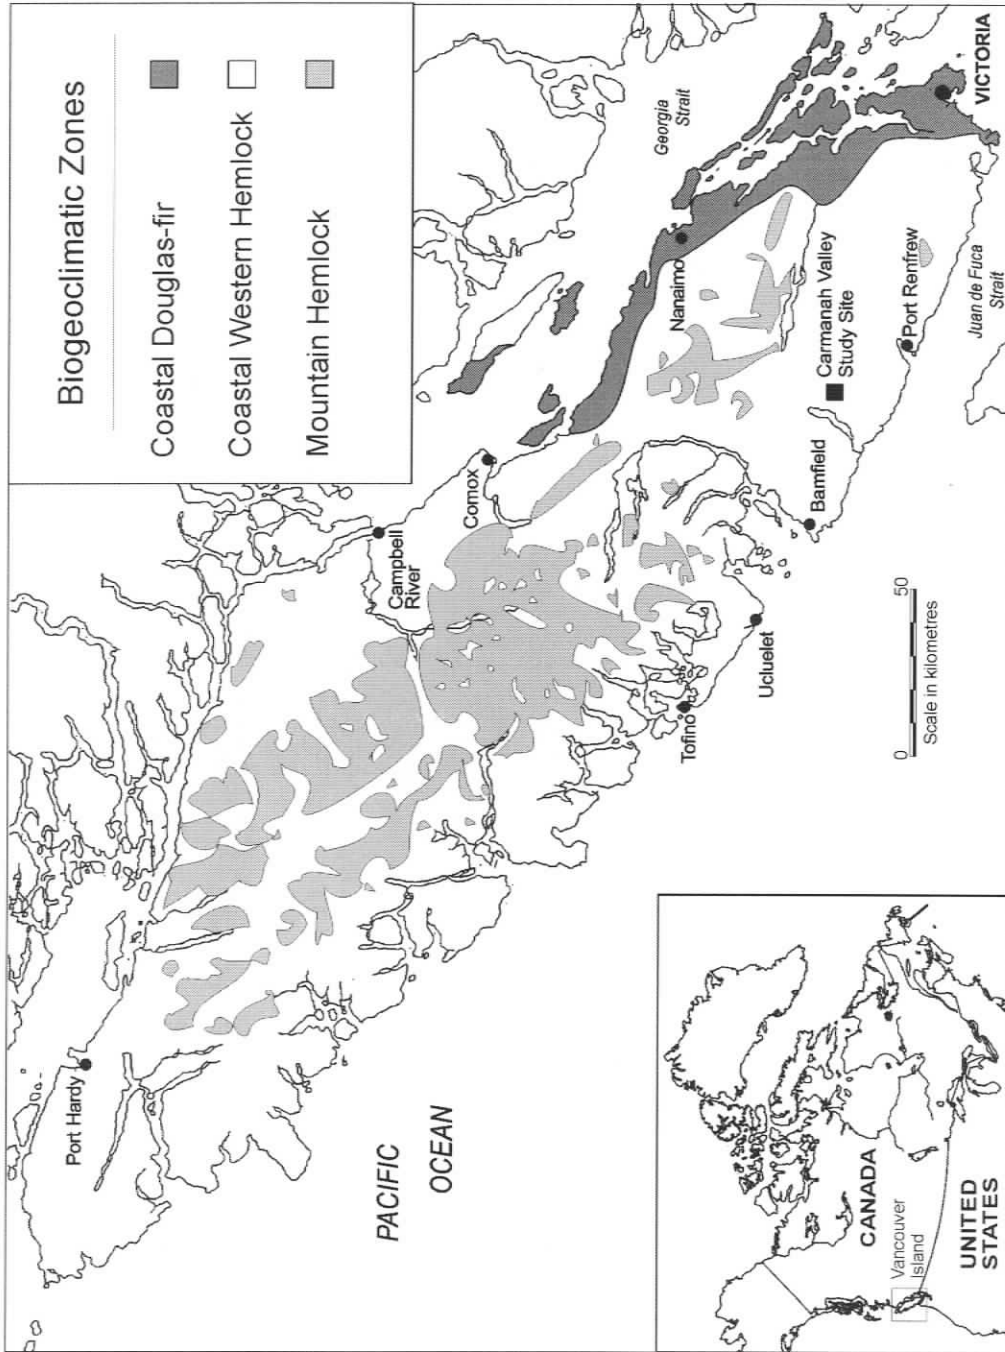 Biogeoclimatic Zones
Coastal Douglas-fir
Coastal Western Hemlock
Mountain Hemlock
Port Hardy
Campbell
River
Comox
Georgia
Strait
Nanaimo
VICTORIA
Carmanah Valley
Study Site
Port Renfrew
Juan de Fuca
Strait
Bamfield
Ucluelet
Tofino
PACIFIC
OCEAN
0 50
Scale in kilometres
CANADA
Vancouver
Island
UNITED
STATES